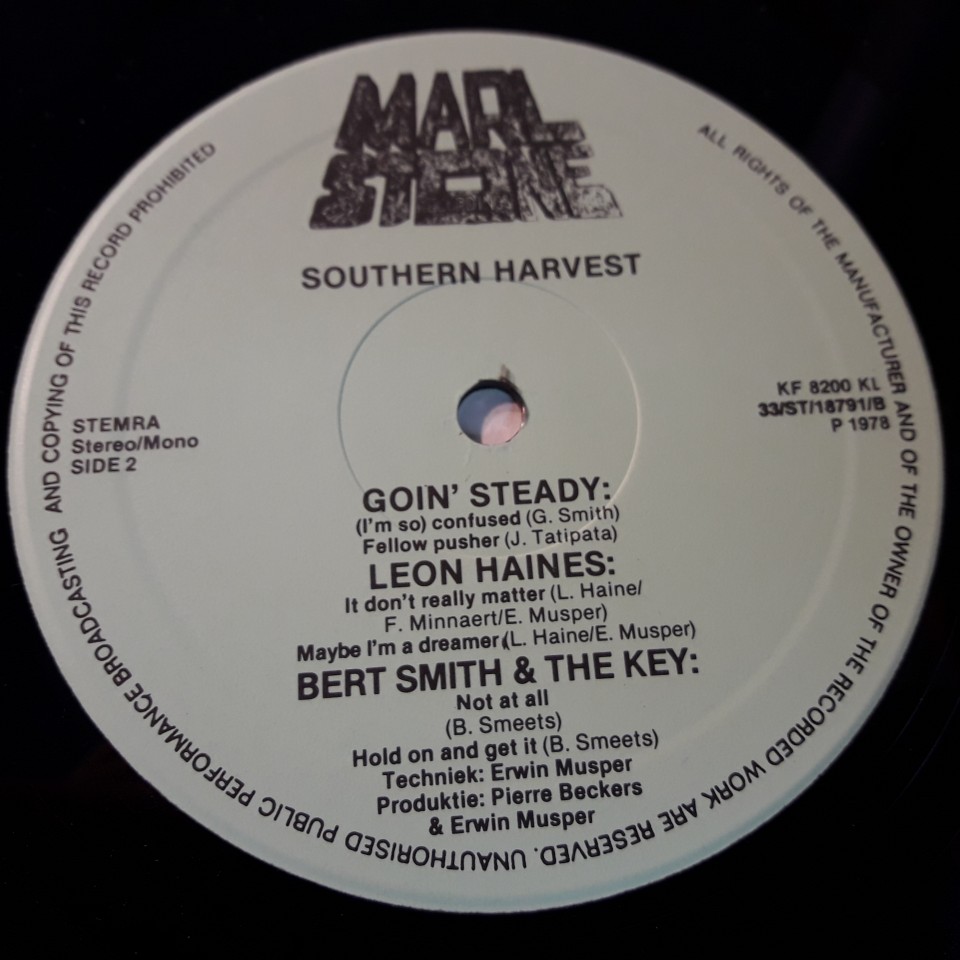 MARL
STONE
SOUTHERN HARVEST
STEMRA
Stereo/Mono
SIDE 2
KF 8200 KL
33/ST/18791/B
P 1978
GOIN' STEADY:
(I'm so) confused (G. Smith)
Fellow pusher (J. Tatipata)
LEON HAINES:
It don't really matter (L. Haine/
F. Minnaert/E. Musper)
Maybe I'm a dreamer (L. Haine/E. Musper)
BERT SMITH & THE KEY:
Not at all
(B. Smeets)
Hold on and get it (B. Smeets)
Techniek: Erwin Musper
Produktie: Pierre Beckers
& Erwin Musper
ALL RIGHTS OF THE MANUFACTURER AND OF THE OWNER OF THE RECORDED WORK ARE RESERVED. UNAUTHORISED PUBLIC PERFORMANCE BROADCASTING AND COPYING OF THIS RECORD PROHIBITED